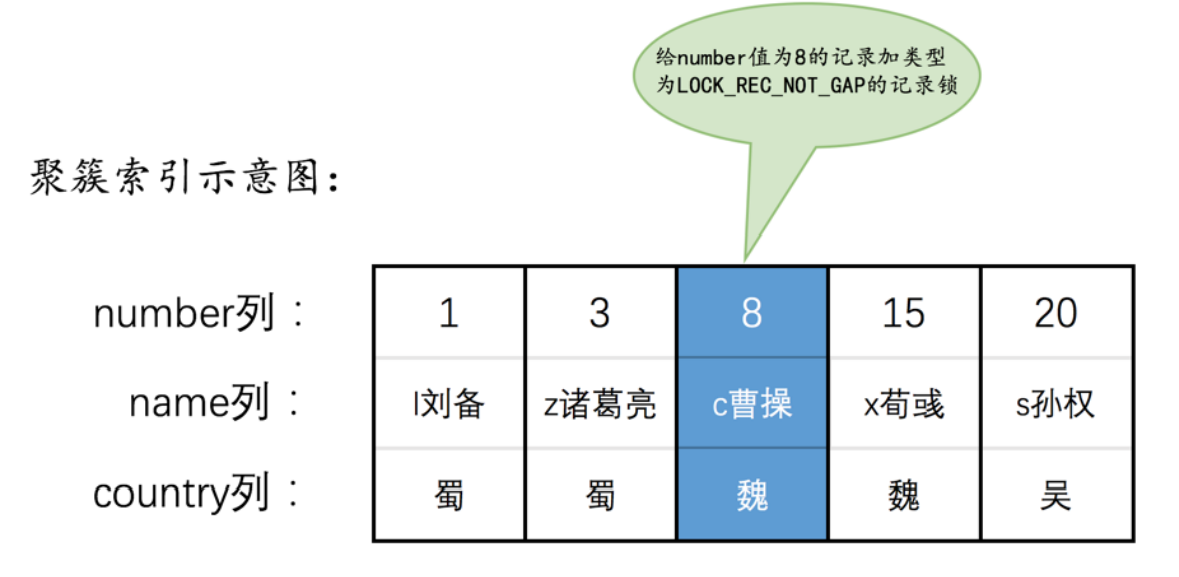 给number值为8的记录加类型
为LOCK_REC_NOT_GAP的记录锁
聚簇索引示意图：
number列： 1 3 8 15 20
name列： l刘备 z诸葛亮 c曹操 x荀彧 s孙权
country列： 蜀 蜀 魏 魏 吴